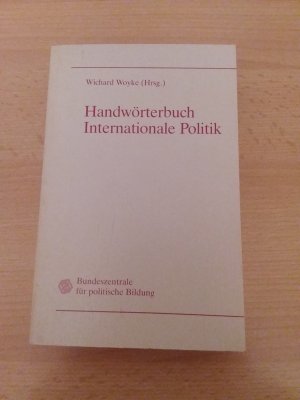 Wichard Woyke (Hrsg.)
Handwörterbuch
Internationale Politik
Bundeszentrale
für politische Bildung